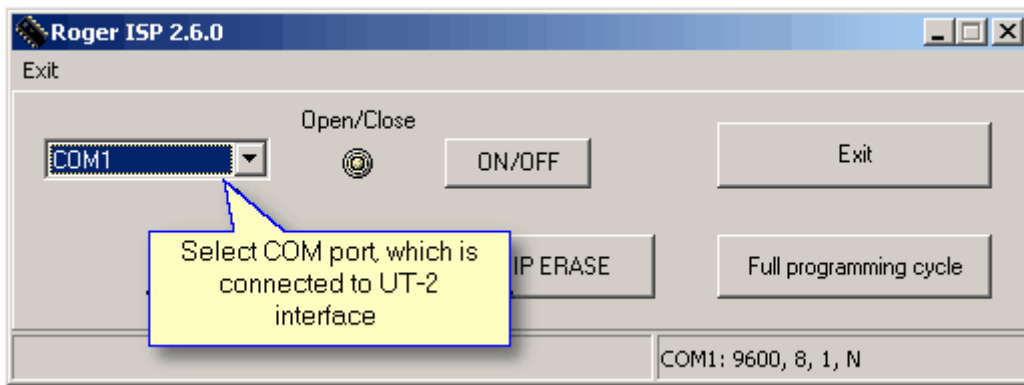 Roger ISP 2.6.0
Exit
Open/Close
COM1
ON/OFF
Exit
Select COM port, which is
connected to UT-2
interface
ERASE
Full programming cycle
COM1: 9600, 8, 1, N